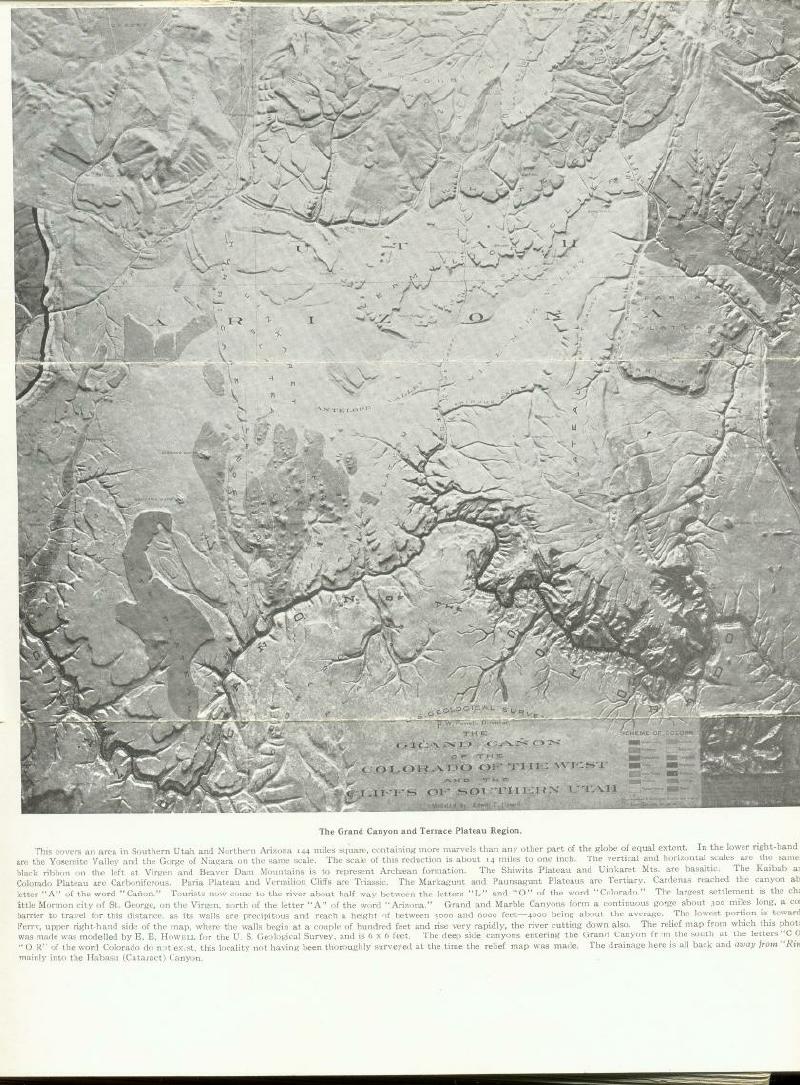 U T A H
A R I Z O N A
PARIA
PLATEAU
ANTELOPE VALLEY
OF THE
GEOLOGICAL SURVEY
J. W. Powell, Director
THE
GRAND CAÑON
OF THE
COLORADO OF THE WEST
AND THE
CLIFFS OF SOUTHERN UTAH
Modelled by Edwin E. Howell
SCHEME OF COLORS
The Grand Canyon and Terrace Plateau Region.
This covers an area in Southern Utah and Northern Arizona 144 miles square, containing more marvels than any other part of the globe of equal extent. In the lower right-hand
are the Yosemite Valley and the Gorge of Niagara on the same scale. The scale of this reduction is about 14 miles to one inch. The vertical and horizontal scales are the same
black ribbon on the left at Virgen and Beaver Dam Mountains is to represent Archæan formation. The Shiwits Plateau and Uinkaret Mts. are basaltic. The Kaibab a
Colorado Plateau are Carboniferous. Paria Plateau and Vermilion Cliffs are Triassic. The Markagunt and Paunsagunt Plateaus are Tertiary. Cardenas reached the canyon ab
letter "A" of the word "Cañon." Tourists now come to the river about half way between the letters "L" and "O" of the word "Colorado." The largest settlement is the cha
little Mormon city of St. George, on the Virgen, north of the letter "A" of the word "Arizona." Grand and Marble Canyons form a continuous gorge about 300 miles long, a co
barrier to travel for this distance, as its walls are precipitous and reach a height of between 5000 and 6000 feet—4000 being about the average. The lowest portion is toward
Ferry, upper right-hand side of the map, where the walls begin at a couple of hundred feet and rise very rapidly, the river cutting down also. The relief map from which this phot
was made was modelled by E. E. Howell for the U. S. Geological Survey, and is 6 x 6 feet. The deep side canyons entering the Grand Canyon from the south at the letters "C O
"O R" of the word Colorado do not exist, this locality not having been thoroughly surveyed at the time the relief map was made. The drainage here is all back and away from "Rim
mainly into the Habasu (Cataract) Canyon.